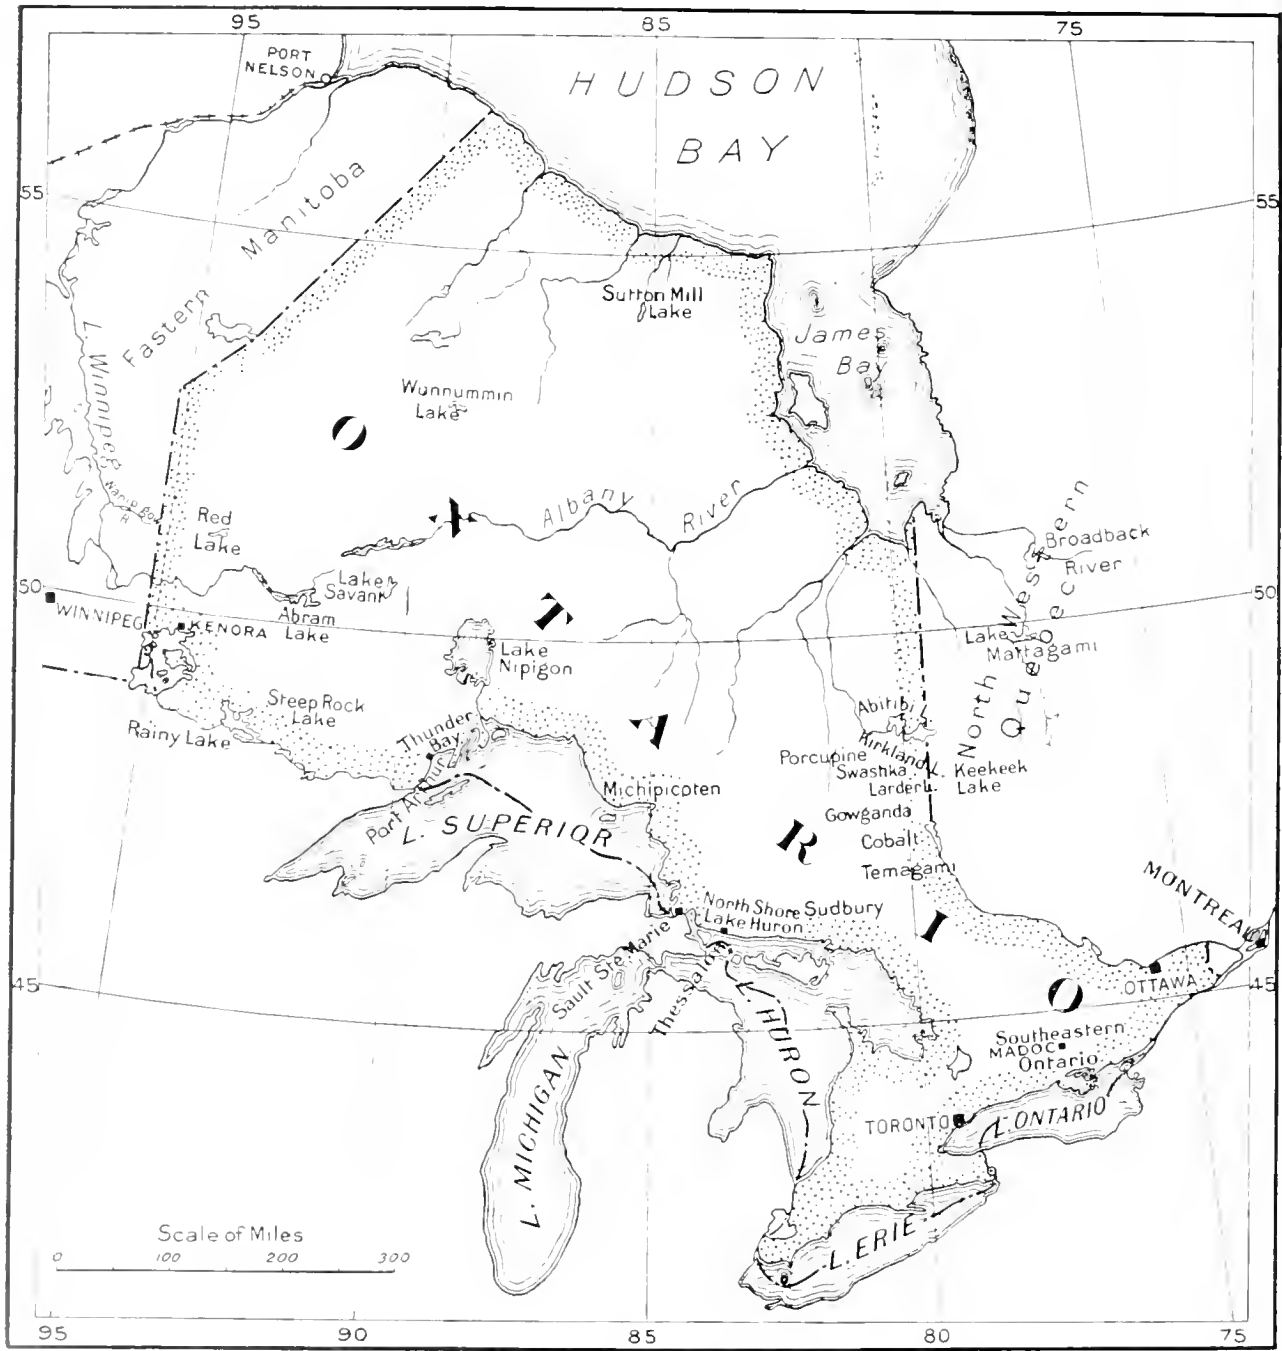 95
85
75
PORT
NELSON
HUDSON
BAY
55
55
Eastern Manitoba
Sutton Mill
Lake
James
Bay
L. Winnipeg
Wunnummin
Lake
ONTARIO
Albany River
Red
Lake
Broadback
River
North Western
Quebec
50
50
WINNIPEG
KENORA
Lake
Savant
Abram
Lake
Lake
Nipigon
Lake
Mattagami
Steep Rock
Lake
Rainy Lake
Thunder
Bay
Port Arthur
Abitibi
Kirkland L.
Porcupine
Swashka
Larder L.
Keekeek
Lake
Michipicoten
Gowganda
Cobalt
Temagami
L. SUPERIOR
MONTREAL
North Shore
Lake Huron
Sudbury
Sault Ste Marie
Thessalon
45
45
OTTAWA
L. HURON
Southeastern
Ontario
MADOC
L. MICHIGAN
TORONTO
L. ONTARIO
L. ERIE
Scale of Miles
0 100 200 300
95 90 85 80 75